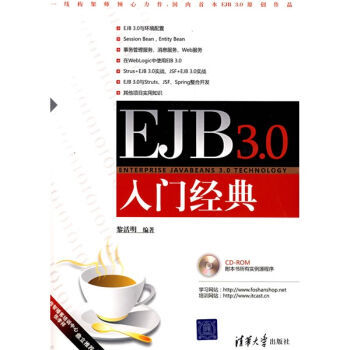 一线构架师倾心力作,国内首本EJB 3.0原创作品
EJB 3.0与环境配置
Session Bean , Entity Bean
事务管理服务、消息服务、Web服务
在WebLogic中使用EJB 3.0
Strus+EJB 3.0实战、JSF+EJB 3.0实战
EJB 3.0与Struts、JSF、Spring整合开发
其他项目实用知识
EJB 3.0
ENTERPRISE JAVABEANS 3.0 TECHNOLOGY
入门经典
黎活明 编著
CD-ROM
附本书所有实例源程序
学习网站:http://www.foshanshop.net
培训网站:http://www.itcast.cn
清华大学出版社